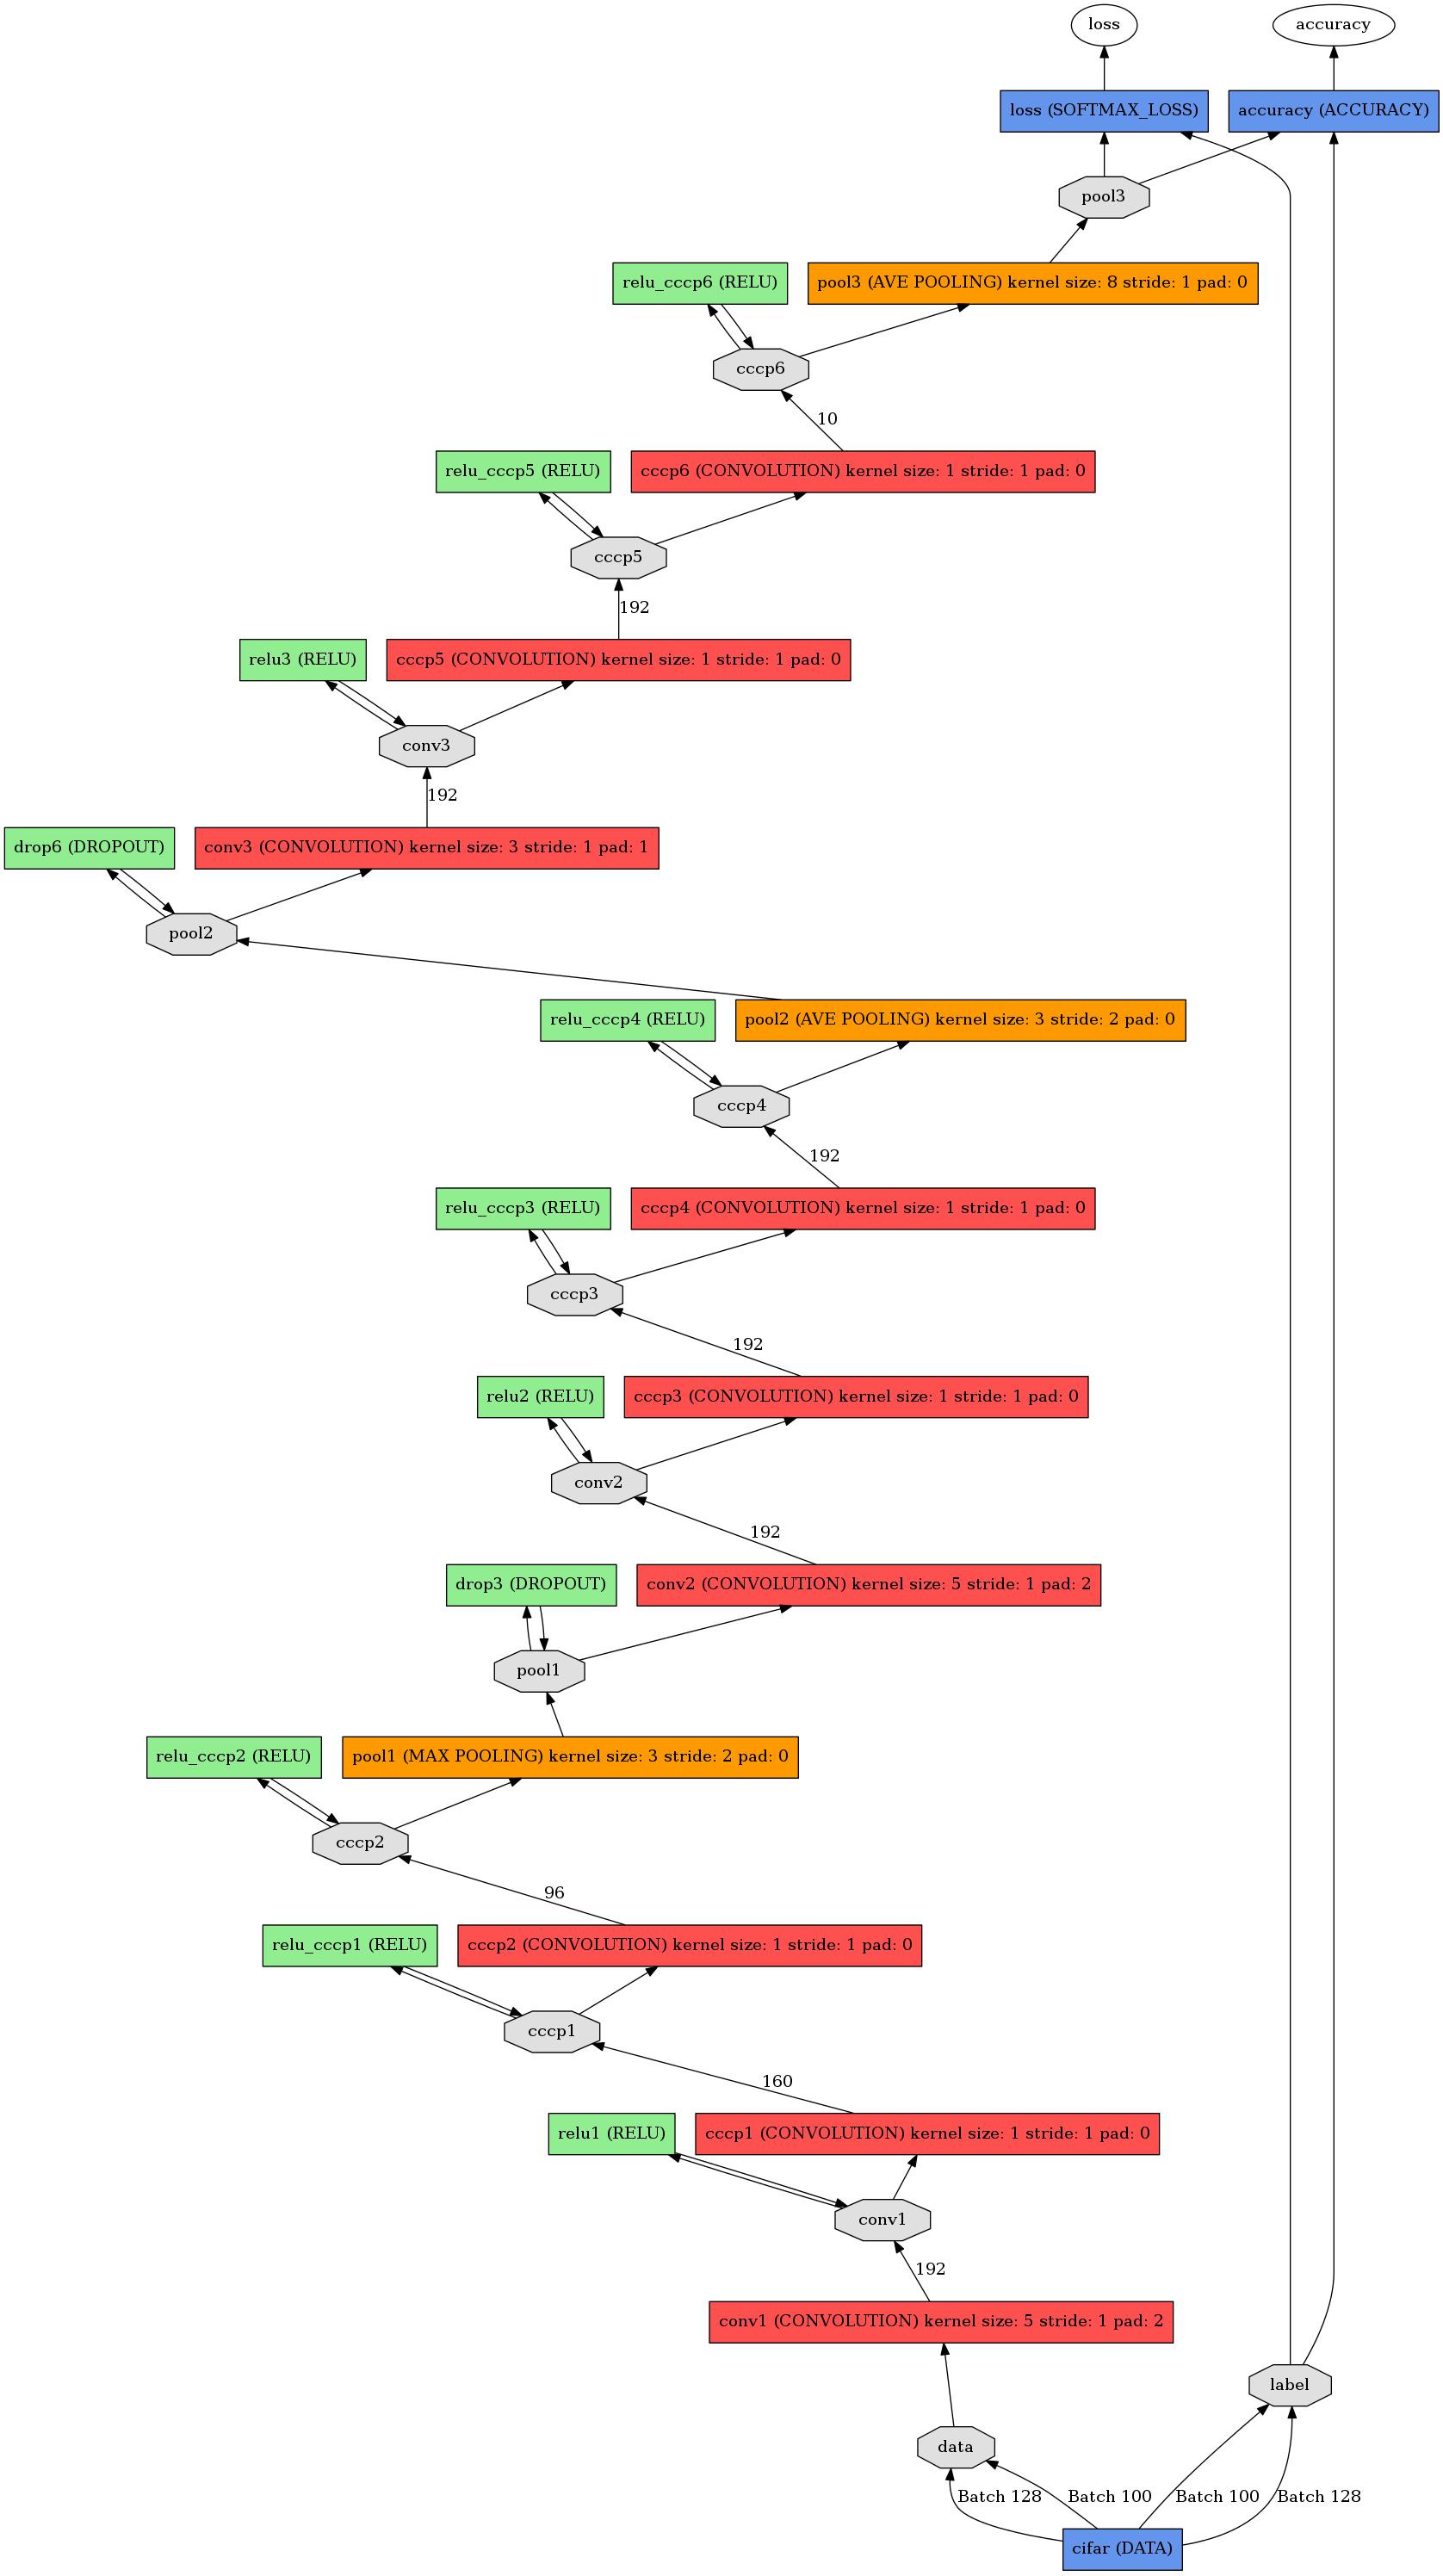 loss
accuracy
loss (SOFTMAX_LOSS)
accuracy (ACCURACY)
pool3
relu_cccp6 (RELU)
pool3 (AVE POOLING) kernel size: 8 stride: 1 pad: 0
cccp6
10
relu_cccp5 (RELU)
cccp6 (CONVOLUTION) kernel size: 1 stride: 1 pad: 0
cccp5
192
relu3 (RELU)
cccp5 (CONVOLUTION) kernel size: 1 stride: 1 pad: 0
conv3
192
drop6 (DROPOUT)
conv3 (CONVOLUTION) kernel size: 3 stride: 1 pad: 1
pool2
relu_cccp4 (RELU)
pool2 (AVE POOLING) kernel size: 3 stride: 2 pad: 0
cccp4
192
relu_cccp3 (RELU)
cccp4 (CONVOLUTION) kernel size: 1 stride: 1 pad: 0
cccp3
192
relu2 (RELU)
cccp3 (CONVOLUTION) kernel size: 1 stride: 1 pad: 0
conv2
192
drop3 (DROPOUT)
conv2 (CONVOLUTION) kernel size: 5 stride: 1 pad: 2
pool1
relu_cccp2 (RELU)
pool1 (MAX POOLING) kernel size: 3 stride: 2 pad: 0
cccp2
96
relu_cccp1 (RELU)
cccp2 (CONVOLUTION) kernel size: 1 stride: 1 pad: 0
cccp1
160
relu1 (RELU)
cccp1 (CONVOLUTION) kernel size: 1 stride: 1 pad: 0
conv1
192
conv1 (CONVOLUTION) kernel size: 5 stride: 1 pad: 2
label
data
Batch 128
Batch 100
Batch 100
Batch 128
cifar (DATA)